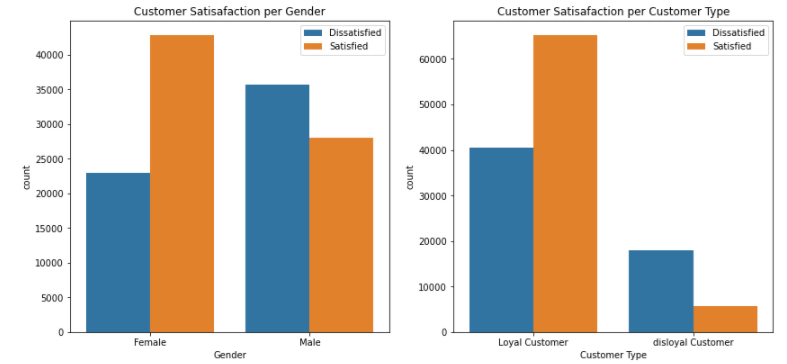 Customer Satisafaction per Gender
Dissatisfied
Satisfied
40000
35000
30000
25000
20000
15000
10000
5000
0
count
Female
Male
Gender
Customer Satisafaction per Customer Type
Dissatisfied
Satisfied
60000
50000
40000
30000
20000
10000
0
count
Loyal Customer
disloyal Customer
Customer Type